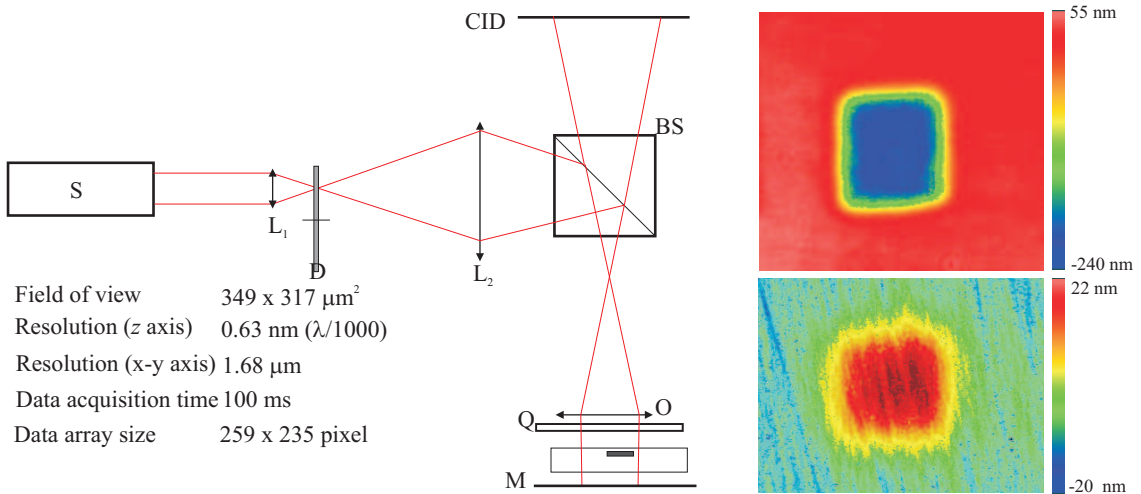 CID
55 nm
BS
S
L₁
D
L₂
-240 nm
22 nm
Field of view 349 x 317 μm²
Resolution (z axis) 0.63 nm (λ/1000)
Resolution (x-y axis) 1.68 μm
Data acquisition time 100 ms
Data array size 259 x 235 pixel
Q
O
M
-20 nm